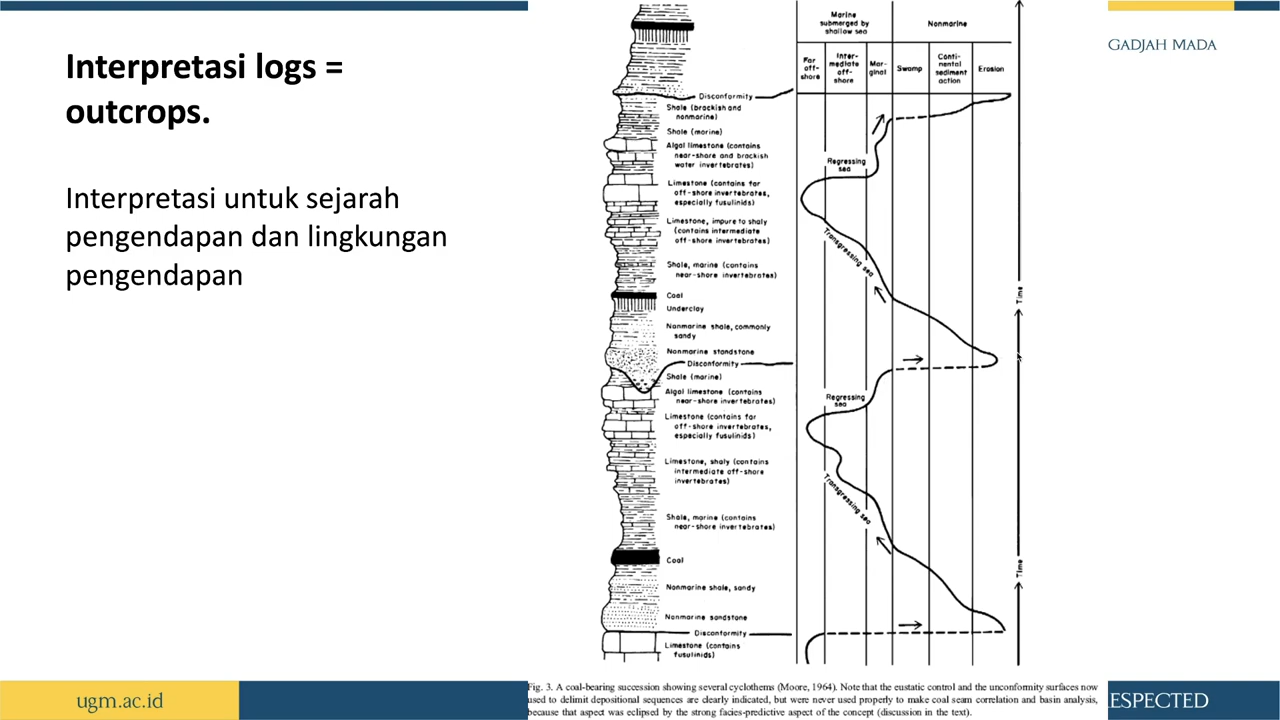 Interpretasi logs =
outcrops.
Interpretasi untuk sejarah
pengendapan dan lingkungan
pengendapan
GADJAH MADA
Marine
submerged by
shallow sea
Nonmarine
Far
off-
shore
Inter-
mediate
off-
shore
Mar-
ginal
Swamp
Conti-
nental
sediment
action
Erosion
Disconformity
Shale (brackish and
nonmarine)
Shale (marine)
Algal limestone (contains
near-shore and brackish
water invertebrates)
Limestone (contains far
off-shore invertebrates,
especially fusulinids)
Limestone, impure to shaly
(contains intermediate
off-shore invertebrates)
Shale, marine (contains
near-shore invertebrates)
Coal
Underclay
Nonmarine shale, commonly
sandy
Nonmarine standstone
Disconformity
Shale (marine)
Algal limestone (contains
near-shore invertebrates)
Limestone (contains far
off-shore invertebrates,
especially fusulinids)
Limestone, shaly (contains
intermediate off-shore
invertebrates)
Shale, marine (contains
near-shore invertebrates)
Coal
Nonmarine shale, sandy
Nonmarine sandstone
Disconformity
Limestone (contains
fusulinids)
Regressing
sea
Transgressing sea
Regressing
sea
Transgressing sea
Time
Time
Fig. 3. A coal-bearing succession showing several cyclothems (Moore, 1964). Note that the eustatic control and the unconformity surfaces now
used to delimit depositional sequences are clearly indicated, but were never used properly to make coal seam correlation and basin analysis,
because that aspect was eclipsed by the strong facies-predictive aspect of the concept (discussion in the text).
ugm.ac.id
ESPECTED